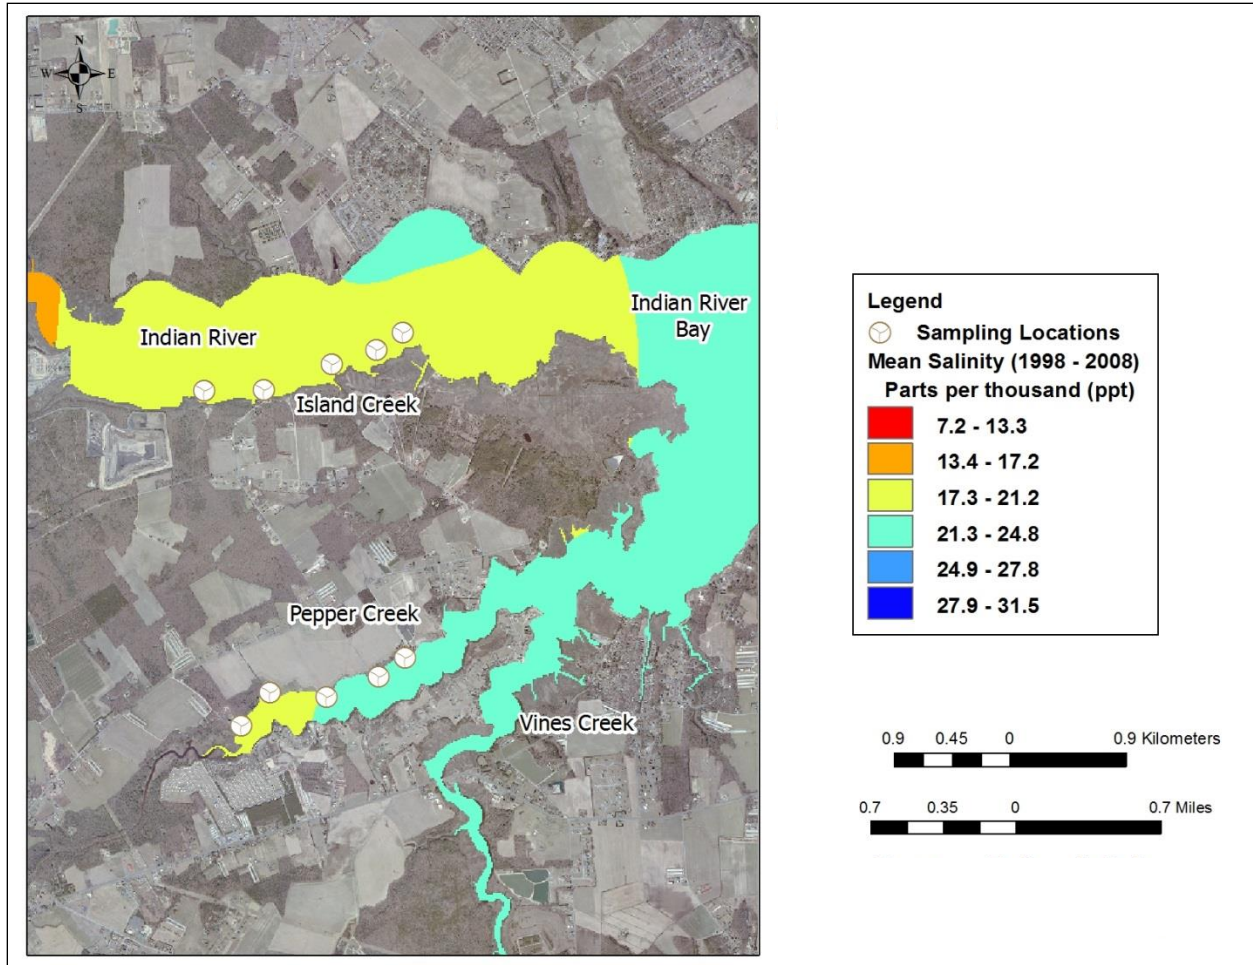 N
W E
S
Indian River
Indian River
Bay
Island Creek
Pepper Creek
Vines Creek
Legend
Sampling Locations
Mean Salinity (1998 - 2008)
Parts per thousand (ppt)
7.2 - 13.3
13.4 - 17.2
17.3 - 21.2
21.3 - 24.8
24.9 - 27.8
27.9 - 31.5
0.9 0.45 0 0.9 Kilometers
0.7 0.35 0 0.7 Miles